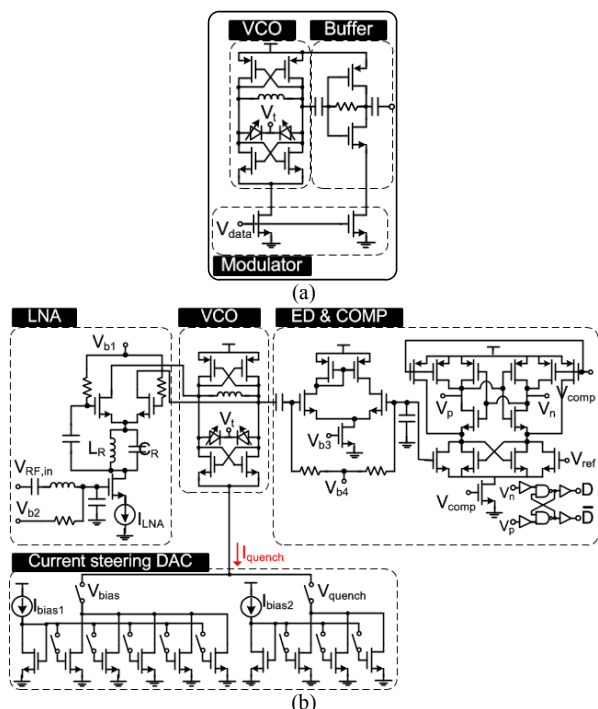 VCO
Buffer
Vt
Vdata
Modulator
(a)
LNA
VCO
ED & COMP
Vb1
Vcomp
Vp
Vn
Vt
LR
CR
Vb3
VRF,in
Vref
Vb4
Vb2
ILNA
Vcomp
Vn
D
Vp
D̅
Iquench
Current steering DAC
Vbias
Vquench
Ibias1
Ibias2
(b)